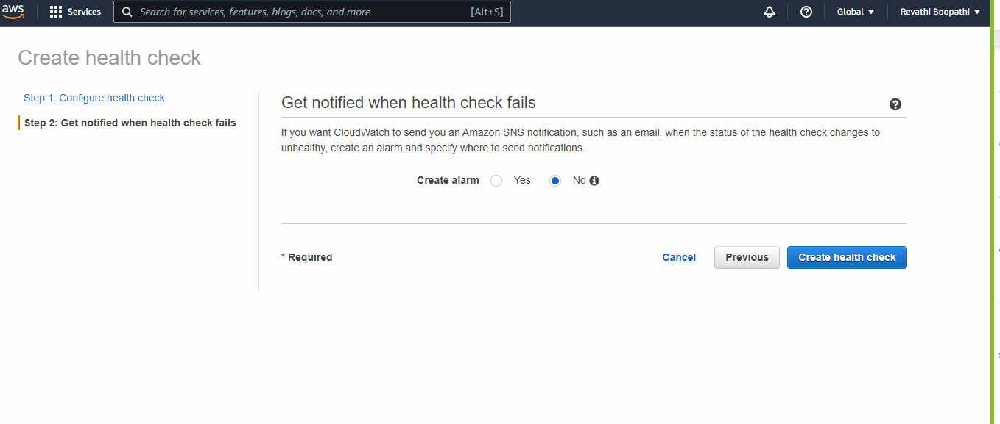 aws
Services
Search for services, features, blogs, docs, and more
[Alt+S]
Global
Revathi Boopathi
Create health check
Step 1: Configure health check
Step 2: Get notified when health check fails
Get notified when health check fails
If you want CloudWatch to send you an Amazon SNS notification, such as an email, when the status of the health check changes to
unhealthy, create an alarm and specify where to send notifications.
Create alarm Yes No
* Required
Cancel
Previous
Create health check